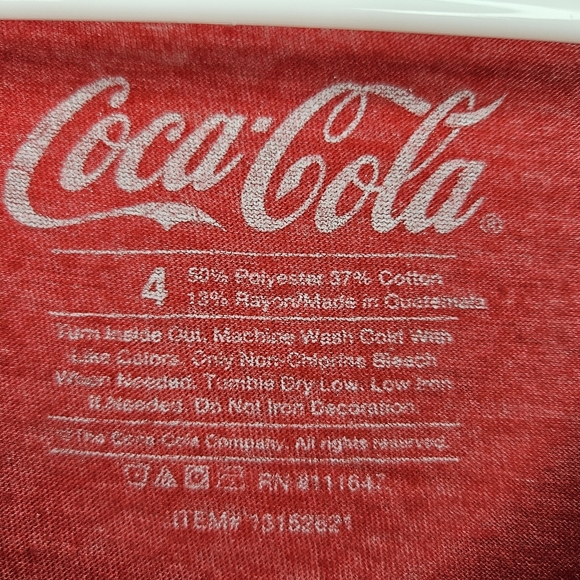 Coca-Cola®
4 50% Polyester 37% Cotton
13% Rayon/Made in Guatemala
Turn Inside Out. Machine Wash Cold With
Like Colors. Only Non-Chlorine Bleach
When Needed. Tumble Dry Low. Low Iron
If Needed. Do Not Iron Decoration.
©The Coca Cola Company. All rights reserved.
RN #111647
ITEM# 13152621